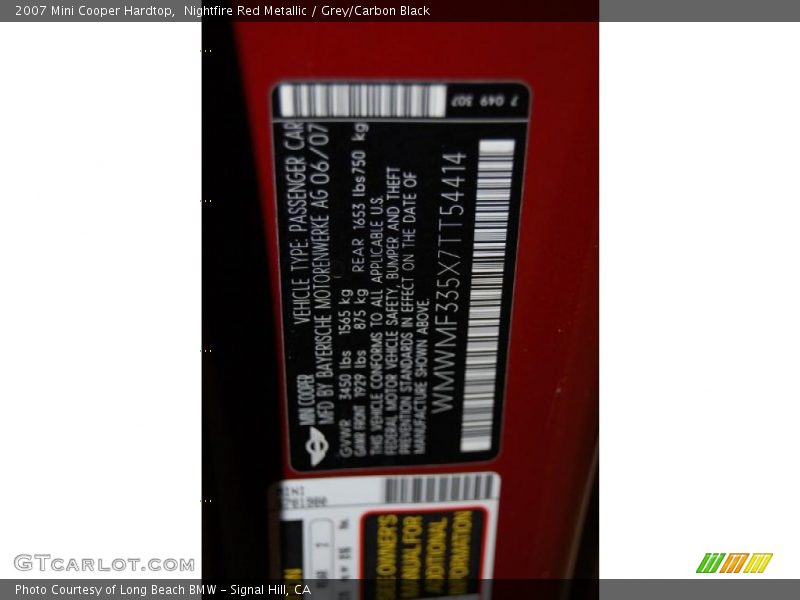 2007 Mini Cooper Hardtop,  Nightfire Red Metallic / Grey/Carbon Black
7 049 307
MINI COOPER VEHICLE TYPE: PASSENGER CAR
MFD BY BAYERISCHE MOTORENWERKE AG 06/07
GVWR 3450 lbs 1565 kg
GAWR FRONT 1929 lbs 875 kg REAR 1653 lbs 750 kg
THIS VEHICLE CONFORMS TO ALL APPLICABLE U.S.
FEDERAL MOTOR VEHICLE SAFETY, BUMPER AND THEFT
PREVENTION STANDARDS IN EFFECT ON THE DATE OF
MANUFACTURE SHOWN ABOVE.
WMWMF335X7TT54414
MINI
OWNER'S
MANUAL FOR
ADDITIONAL
INFORMATION
GTCARLOT.COM
Photo Courtesy of Long Beach BMW - Signal Hill, CA